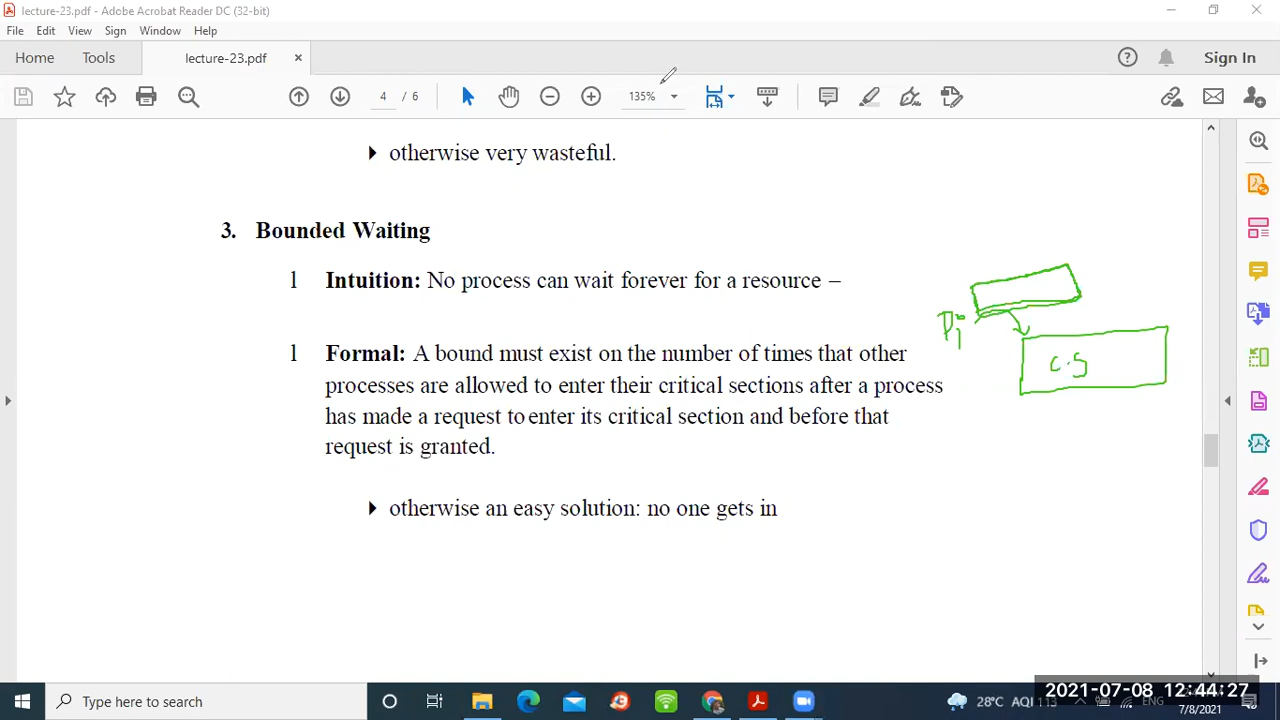 lecture-23.pdf - Adobe Acrobat Reader DC (32-bit)
File Edit View Sign Window Help
Home Tools lecture-23.pdf × Sign In
4 / 6 135%
otherwise very wasteful.
3. Bounded Waiting
l Intuition: No process can wait forever for a resource –
l Formal: A bound must exist on the number of times that other
processes are allowed to enter their critical sections after a process
has made a request to enter its critical section and before that
request is granted.
otherwise an easy solution: no one gets in
Pi
C.S
Type here to search
28°C AQI 113 ENG
2021-07-08 12:44:27
7/8/2021